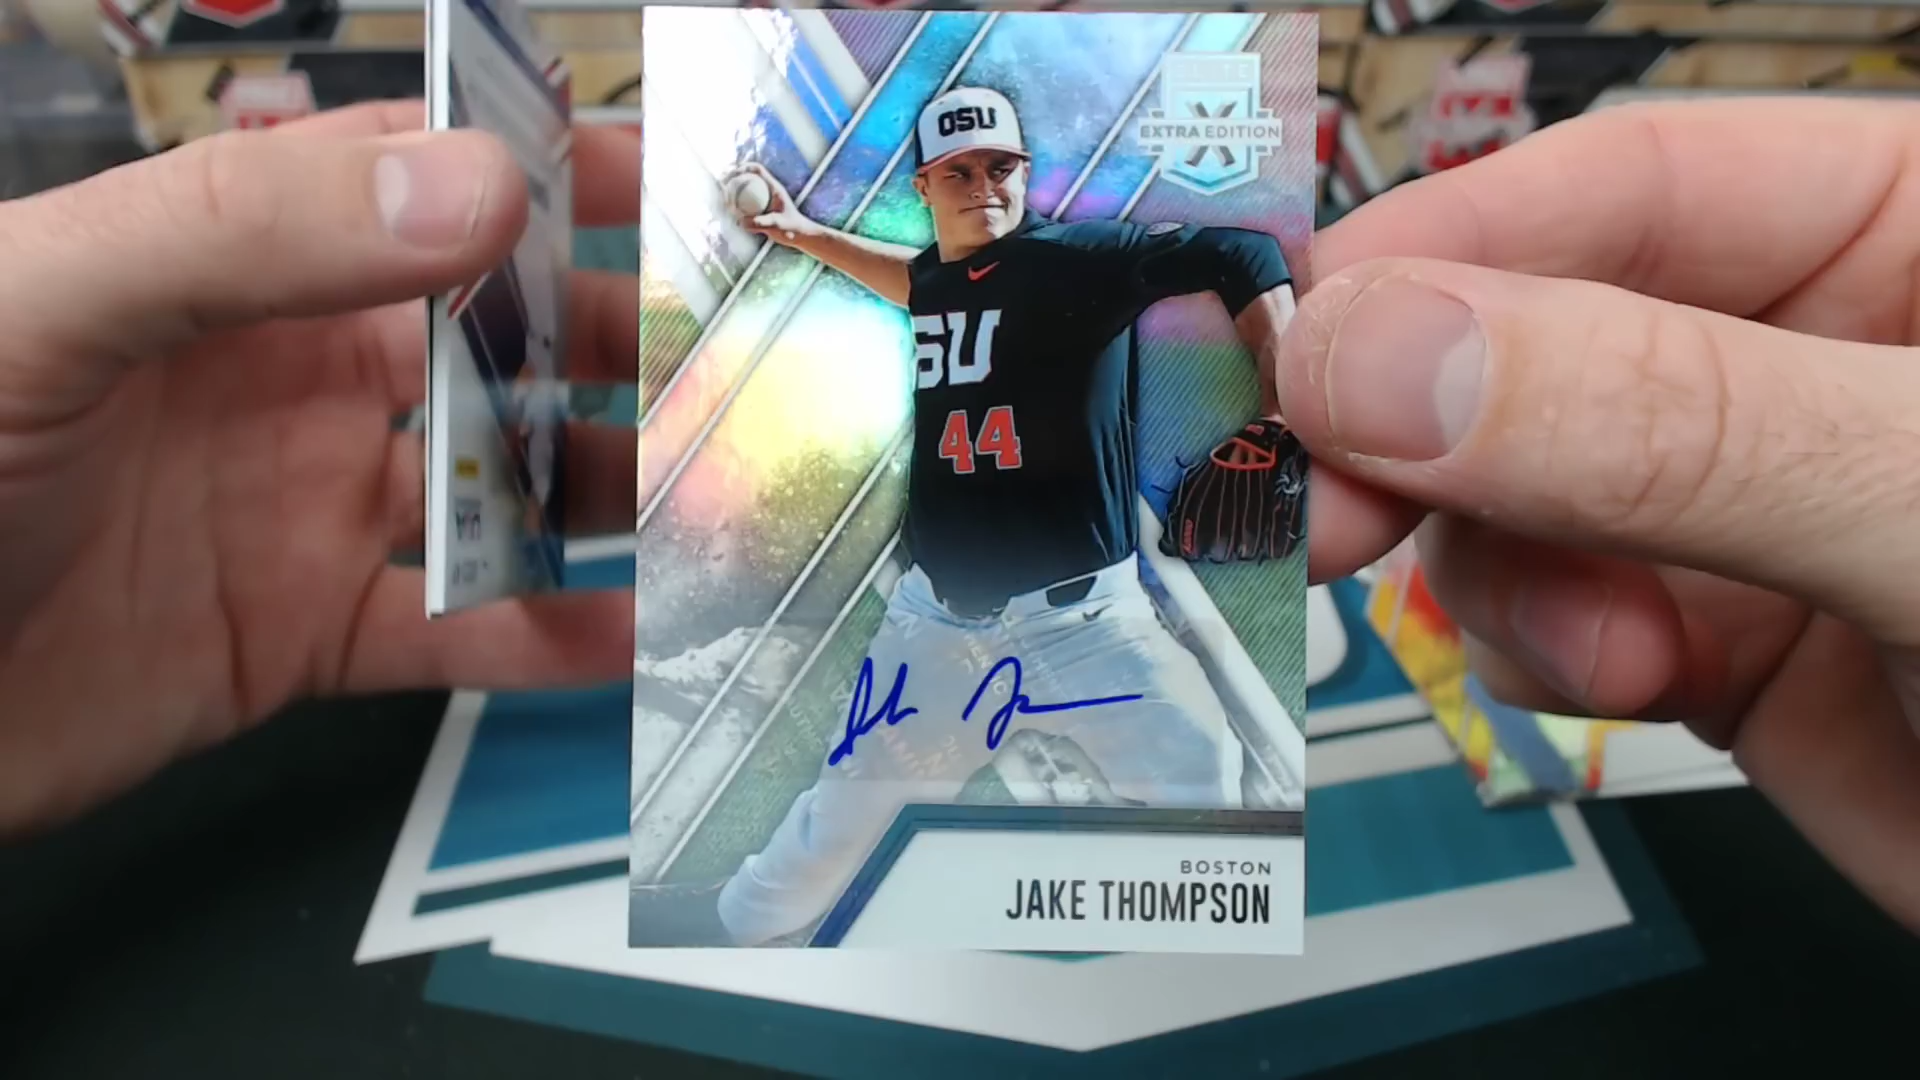 OSU
ELITE
EXTRA EDITION
X
SU
44
BOSTON
JAKE THOMPSON